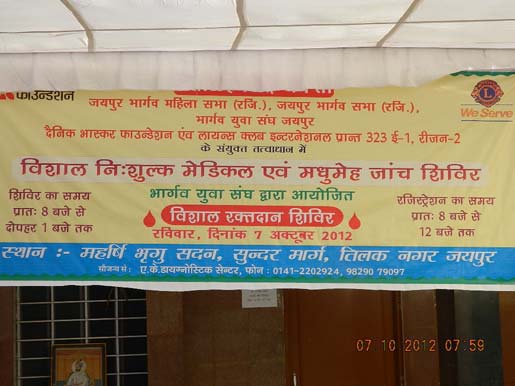 फाउन्डेशन
जयपुर भार्गव महिला सभा (रजि.), जयपुर भार्गव सभा (रजि.),
भार्गव युवा संघ जयपुर
We Serve
दैनिक भास्कर फाउन्डेशन एंव लायन्स क्लब इन्टरनेशनल प्रान्त 323 ई-1, रीजन-2
के संयुक्त तत्वाधान में
विशाल निःशुल्क मेडिकल एवं मधुमेह जांच शिविर
भार्गव युवा संघ द्वारा आयोजित
शिविर का समय
प्रातः 8 बजे से
दोपहर 1 बजे तक
विशाल रक्तदान शिविर
रविवार, दिनांक 7 अक्टूबर 2012
रजिस्ट्रेशन का समय
प्रातः 8 बजे से
12 बजे तक
स्थान :- महर्षि भृगु सदन, सुन्दर मार्ग, तिलक नगर जयपुर
सौजन्य से : ए.के.डायग्नोस्टिक सेन्टर, फोन : 0141-2202924, 98290 79097
07 10 2012 07:59